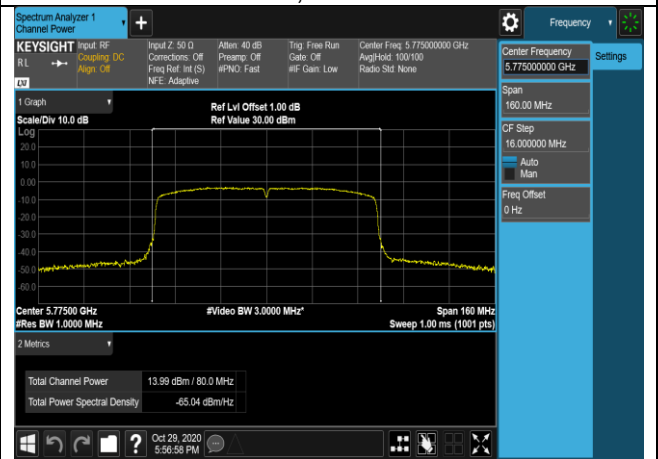 Spectrum Analyzer 1
Channel Power
+
Frequency
KEYSIGHT
RL
LXI
Input: RF
Coupling: DC
Align: Off
Input Z: 50 Ω
Corrections: Off
Freq Ref: Int (S)
NFE: Adaptive
Atten: 40 dB
Preamp: Off
#PNO: Fast
Trig: Free Run
Gate: Off
#IF Gain: Low
Center Freq: 5.775000000 GHz
Avg|Hold: 100/100
Radio Std: None
Center Frequency
5.775000000 GHz
Settings
Span
160.00 MHz
CF Step
16.000000 MHz
Auto
Man
Freq Offset
0 Hz
1 Graph
Scale/Div 10.0 dB
Ref Lvl Offset 1.00 dB
Ref Value 30.00 dBm
Log
20.0
10.0
0.00
-10.0
-20.0
-30.0
-40.0
-50.0
-60.0
Center 5.77500 GHz
#Res BW 1.0000 MHz
#Video BW 3.0000 MHz*
Span 160 MHz
Sweep 1.00 ms (1001 pts)
2 Metrics
Total Channel Power 13.99 dBm / 80.0 MHz
Total Power Spectral Density -65.04 dBm/Hz
?
Oct 29, 2020
5:56:58 PM